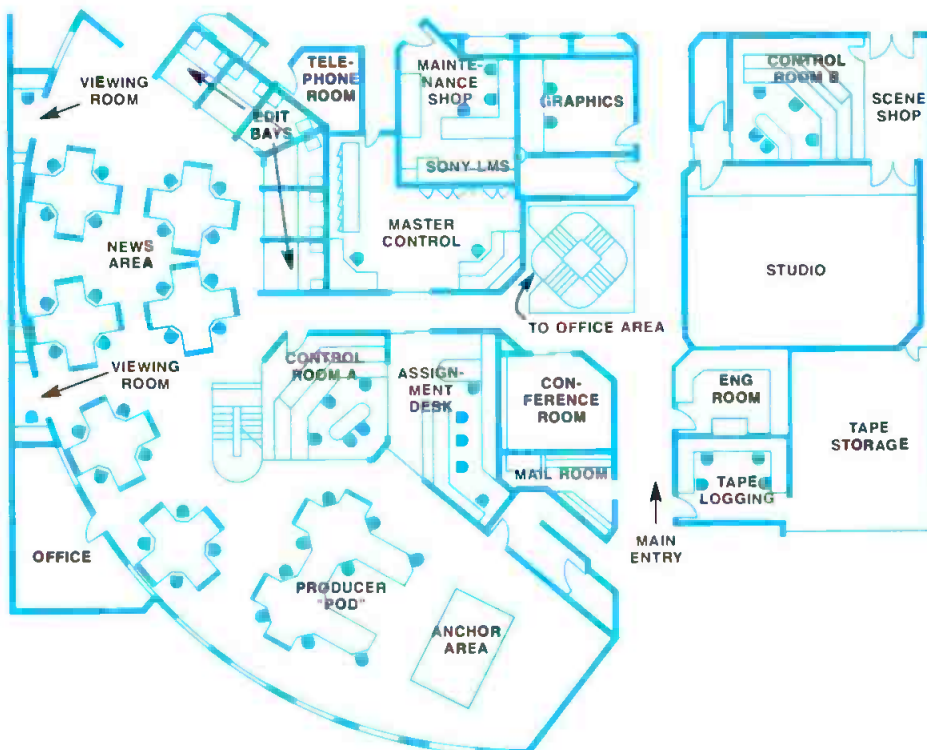 VIEWING
ROOM
TELE-
PHONE
ROOM
MAINTE-
NANCE
SHOP
GRAPHICS
CONTROL
ROOM B
SCENE
SHOP
EDIT
BAYS
SONY LMS
MASTER
CONTROL
NEWS
AREA
STUDIO
TO OFFICE AREA
VIEWING
ROOM
CONTROL
ROOM A
ASSIGN-
MENT
DESK
CON-
FERENCE
ROOM
ENG
ROOM
TAPE
STORAGE
MAIL ROOM
TAPE
LOGGING
MAIN
ENTRY
OFFICE
PRODUCER
"POD"
ANCHOR
AREA